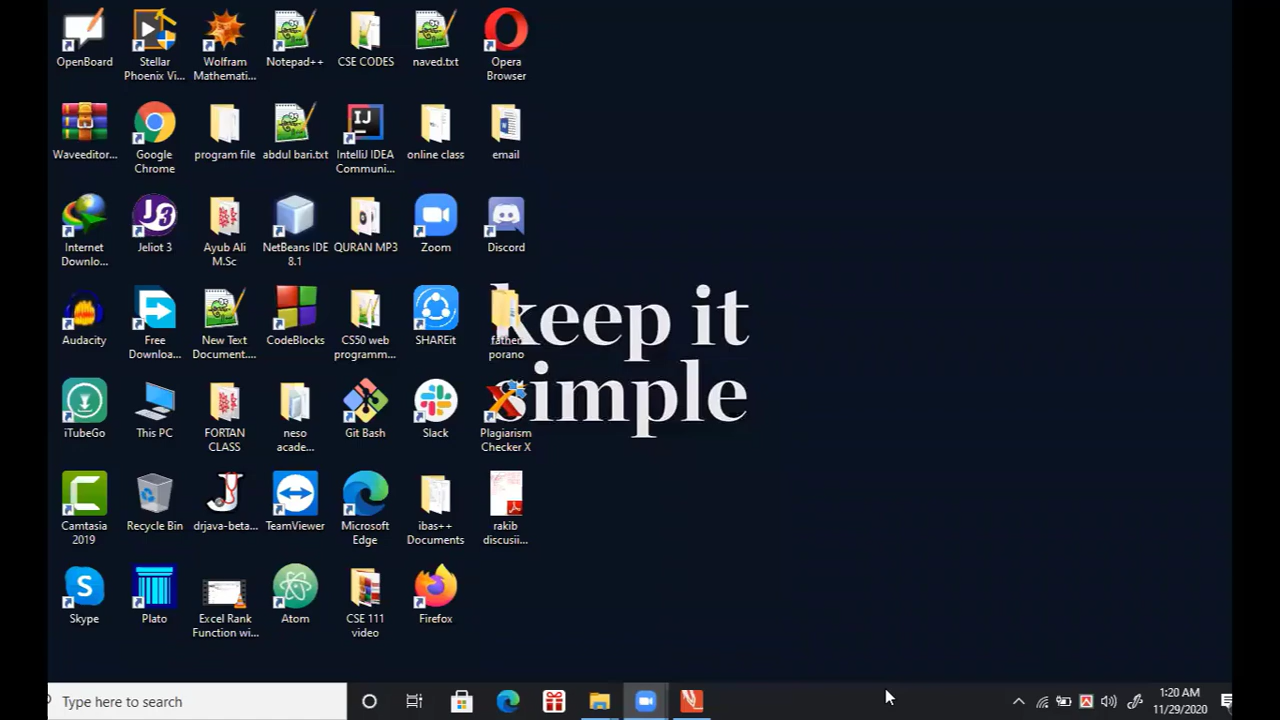 OpenBoard
Stellar
Phoenix Vi...
Wolfram
Mathemati...
Notepad++
CSE CODES
naved.txt
Opera
Browser
Waveeditor...
Google
Chrome
program file
abdul bari.txt
IJ
IntelliJ IDEA
Communi...
online class
email
Internet
Downlo...
J3
Jeliot 3
Ayub Ali
M.Sc
NetBeans IDE
8.1
QURAN MP3
Zoom
Discord
Audacity
Free
Downloa...
New Text
Document....
CodeBlocks
CS50 web
programm...
SHAREit
father
porano
keep it
simple
iTubeGo
This PC
FORTAN
CLASS
neso
acade...
Git Bash
Slack
Plagiarism
Checker X
Camtasia
2019
Recycle Bin
drjava-beta...
TeamViewer
Microsoft
Edge
ibas++
Documents
rakib
discusii...
Skype
Plato
Excel Rank
Function wi...
Atom
CSE 111
video
Firefox
Type here to search
1:20 AM
11/29/2020